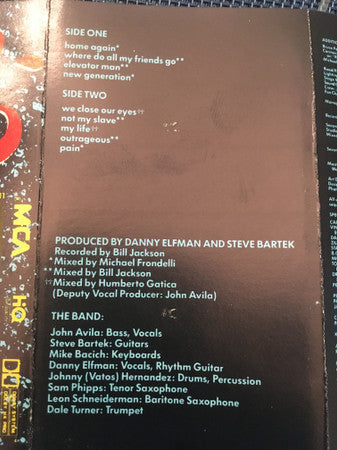 SIDE ONE
home again*
where do all my friends go**
elevator man**
new generation*
SIDE TWO
we close our eyes††
not my slave**
my life††
outrageous**
pain*
PRODUCED BY DANNY ELFMAN AND STEVE BARTEK
Recorded by Bill Jackson
*Mixed by Michael Frondelli
**Mixed by Bill Jackson
††Mixed by Humberto Gatica
(Deputy Vocal Producer: John Avila)
THE BAND:
John Avila: Bass, Vocals
Steve Bartek: Guitars
Mike Bacich: Keyboards
Danny Elfman: Vocals, Rhythm Guitar
Johnny (Vatos) Hernandez: Drums, Percussion
Sam Phipps: Tenor Saxophone
Leon Schneiderman: Baritone Saxophone
Dale Turner: Trumpet
MCA
HQ